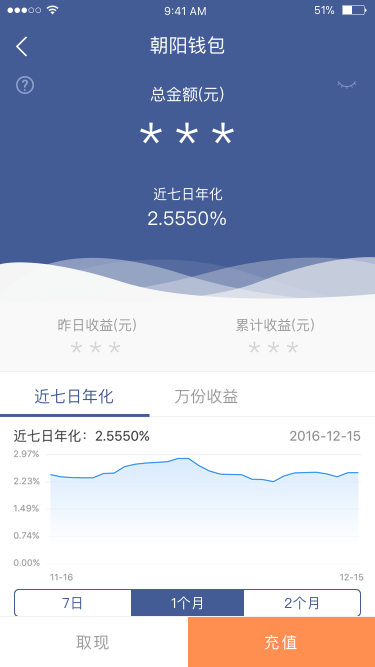 9:41 AM
51%
朝阳钱包
?
总金额(元)
* * *
近七日年化
2.5550%
昨日收益(元) 累计收益(元)
* * * * * *
近七日年化 万份收益
近七日年化：2.5550% 2016-12-15
2.97%
2.23%
1.49%
0.74%
0.00%
11-16 12-15
7日 1个月 2个月
取现 充值